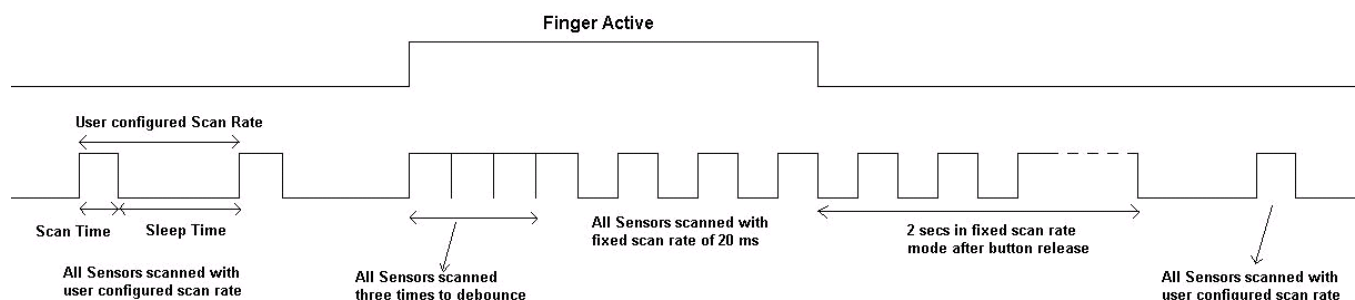 Finger Active
User configured Scan Rate
Scan Time
Sleep Time
All Sensors scanned with
user configured scan rate
All Sensors scanned
three times to debounce
All Sensors scanned with
fixed scan rate of 20 ms
2 secs in fixed scan rate
mode after button release
All Sensors scanned with
user configured scan rate